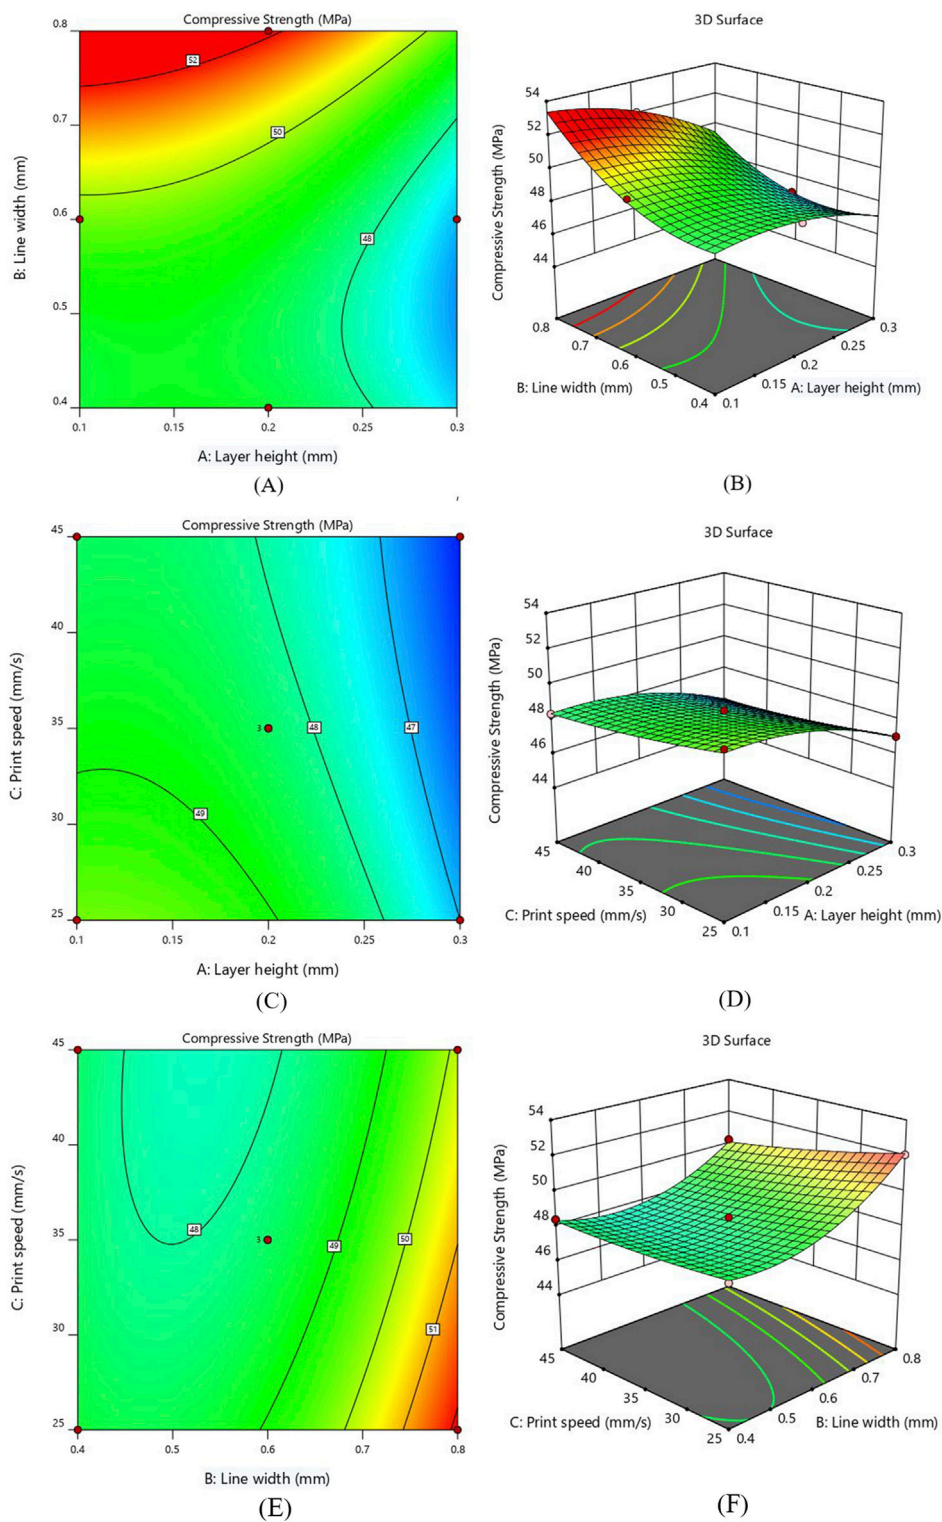 Compressive Strength (MPa)
0.8
0.7
0.6
0.5
0.4
B: Line width (mm)
52
50
48
0.1 0.15 0.2 0.25 0.3
A: Layer height (mm)
(A)
3D Surface
54
52
50
48
46
44
Compressive Strength (MPa)
0.8
0.7
0.6
0.5
0.4
B: Line width (mm)
0.3
0.25
0.2
0.15
0.1
A: Layer height (mm)
(B)
,
Compressive Strength (MPa)
45
40
35
30
25
C: Print speed (mm/s)
3
48
47
49
0.1 0.15 0.2 0.25 0.3
A: Layer height (mm)
(C)
3D Surface
54
52
50
48
46
44
Compressive Strength (MPa)
45
40
35
30
25
C: Print speed (mm/s)
0.3
0.25
0.2
0.15
0.1
A: Layer height (mm)
(D)
Compressive Strength (MPa)
45
40
35
30
25
C: Print speed (mm/s)
48
3
49
50
51
0.4 0.5 0.6 0.7 0.8
B: Line width (mm)
(E)
3D Surface
54
52
50
48
46
44
Compressive Strength (MPa)
45
40
35
30
25
C: Print speed (mm/s)
0.8
0.7
0.6
0.5
0.4
B: Line width (mm)
(F)